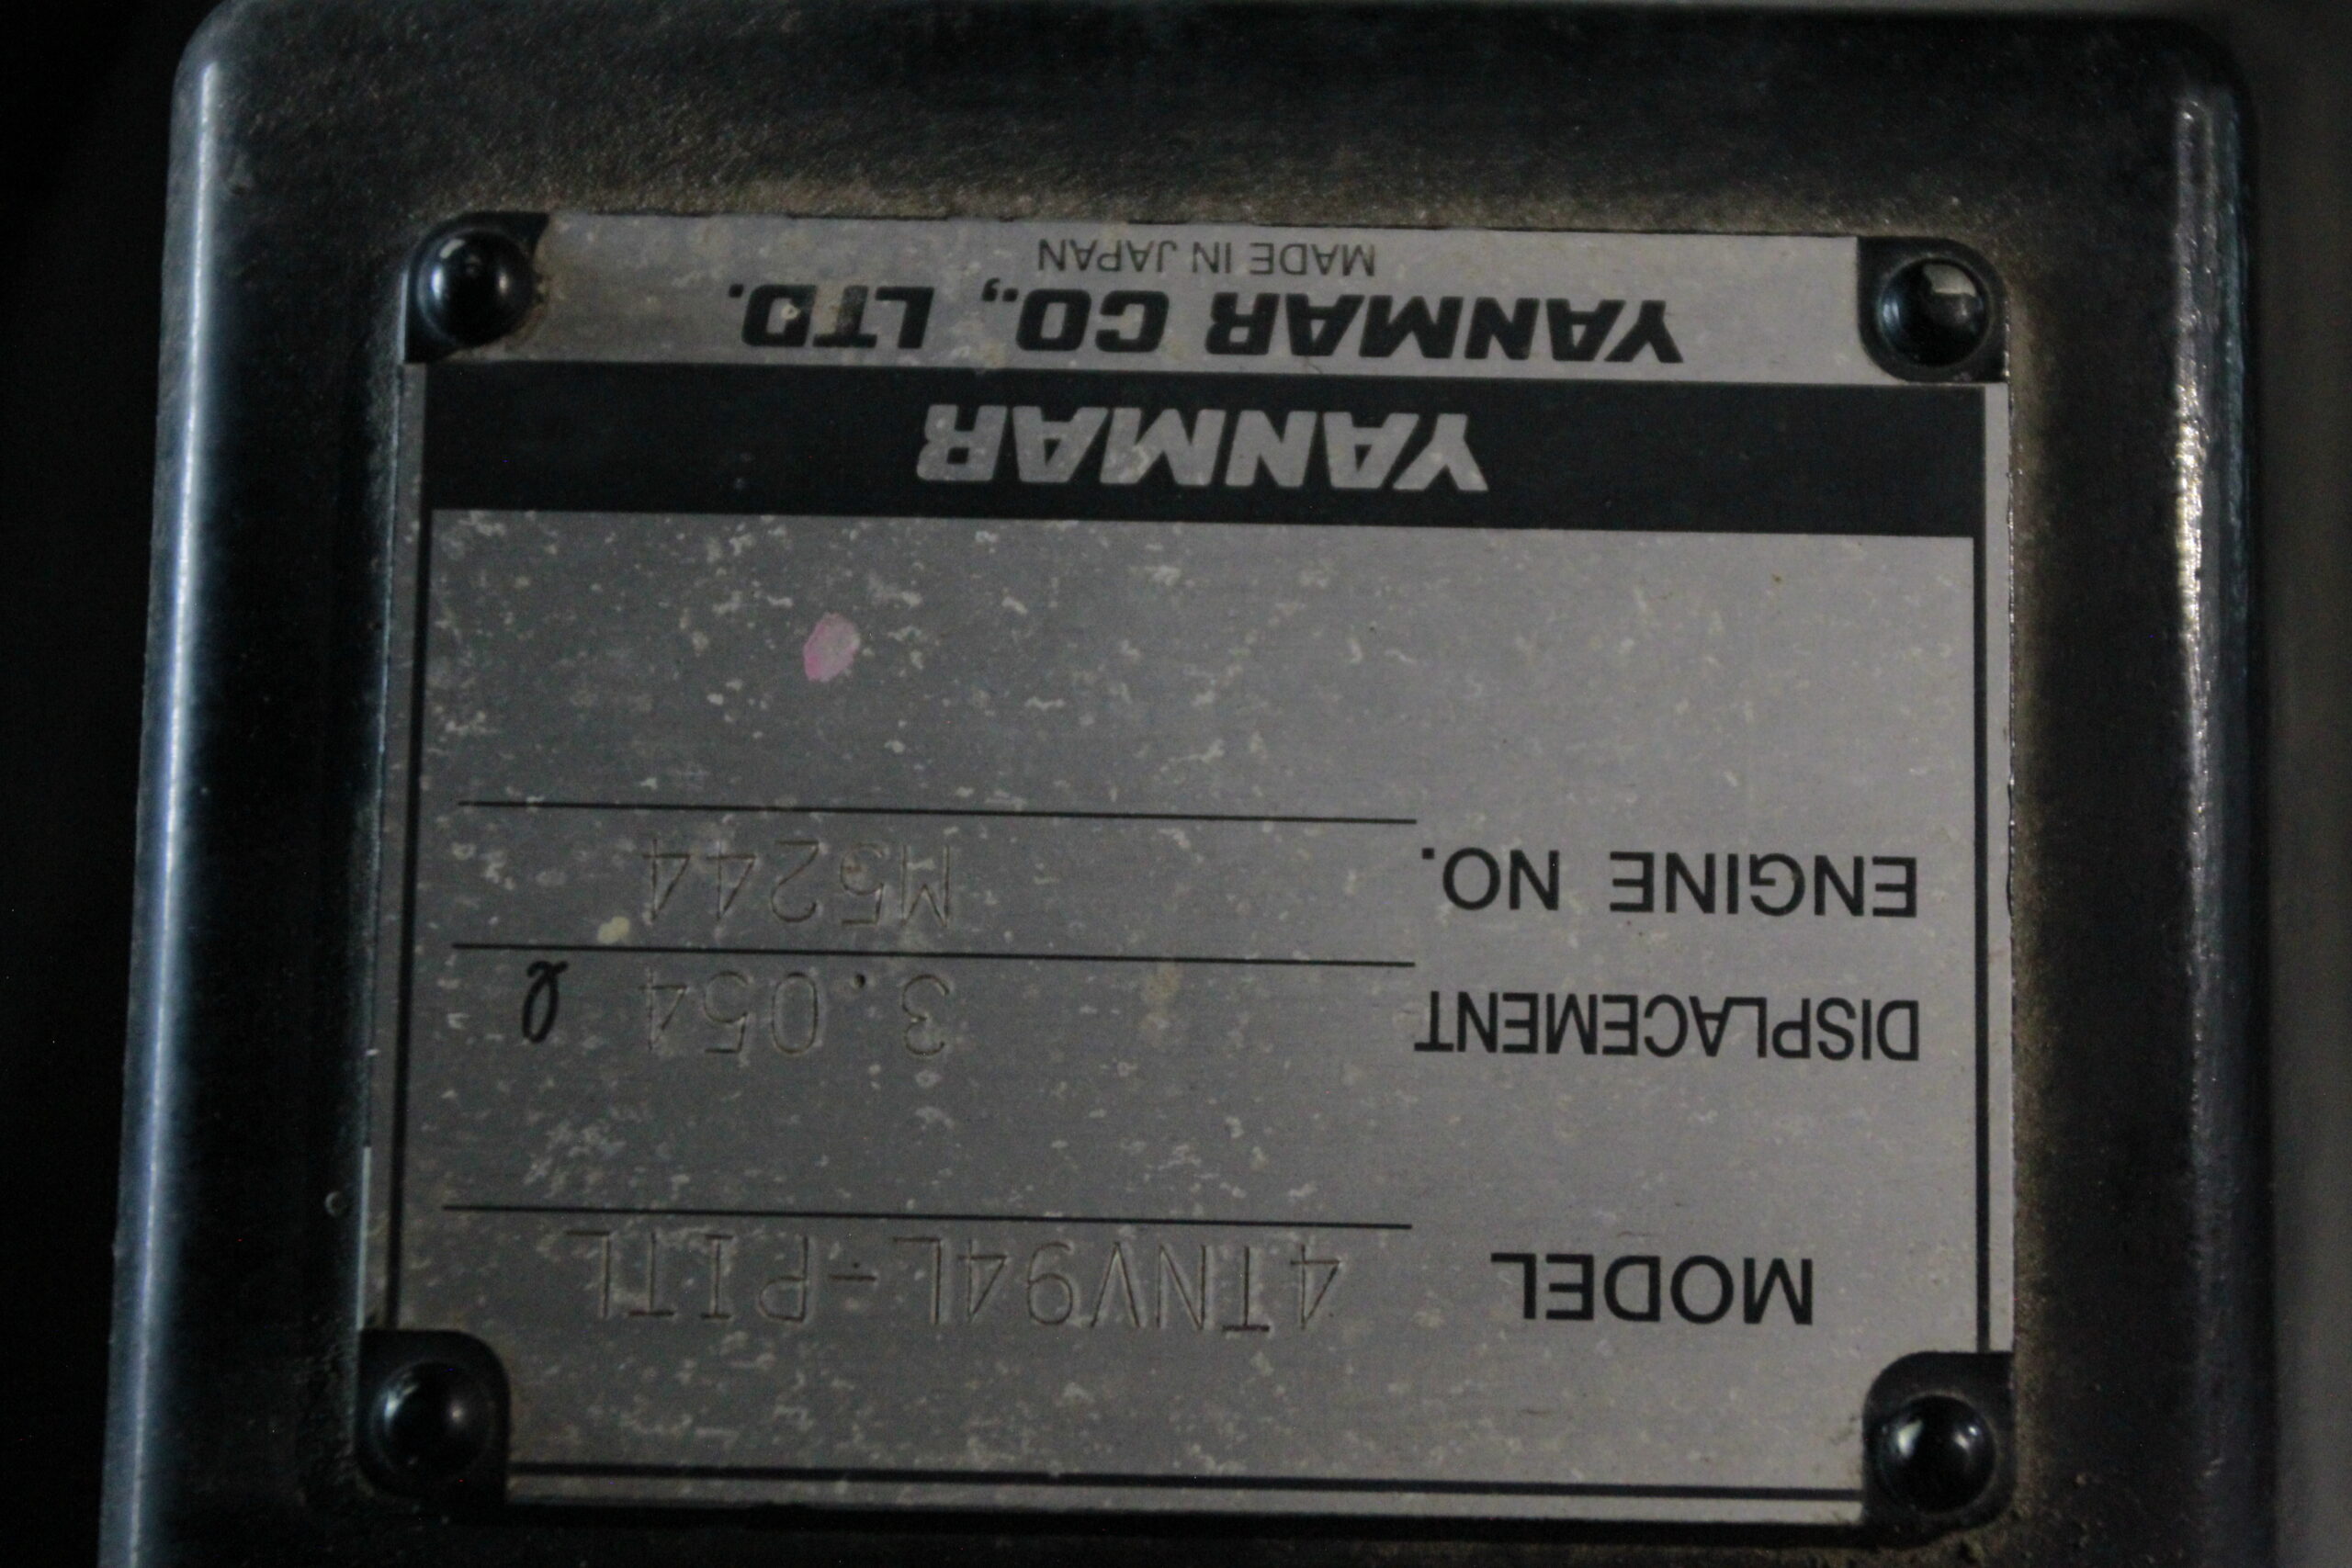 MODEL 4TNV94L-PITL
DISPLACEMENT 3.054 ℓ
ENGINE NO. M5244
YANMAR
YANMAR CO., LTD.
MADE IN JAPAN